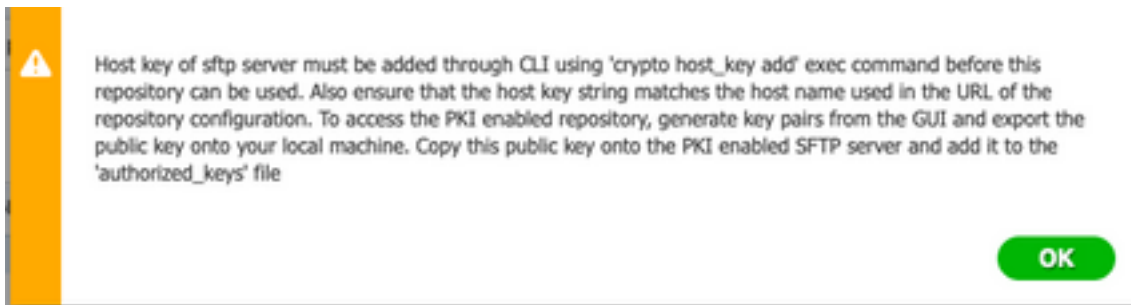 Host key of sftp server must be added through CLI using 'crypto host_key add' exec command before this
repository can be used. Also ensure that the host key string matches the host name used in the URL of the
repository configuration. To access the PKI enabled repository, generate key pairs from the GUI and export the
public key onto your local machine. Copy this public key onto the PKI enabled SFTP server and add it to the
'authorized_keys' file
OK